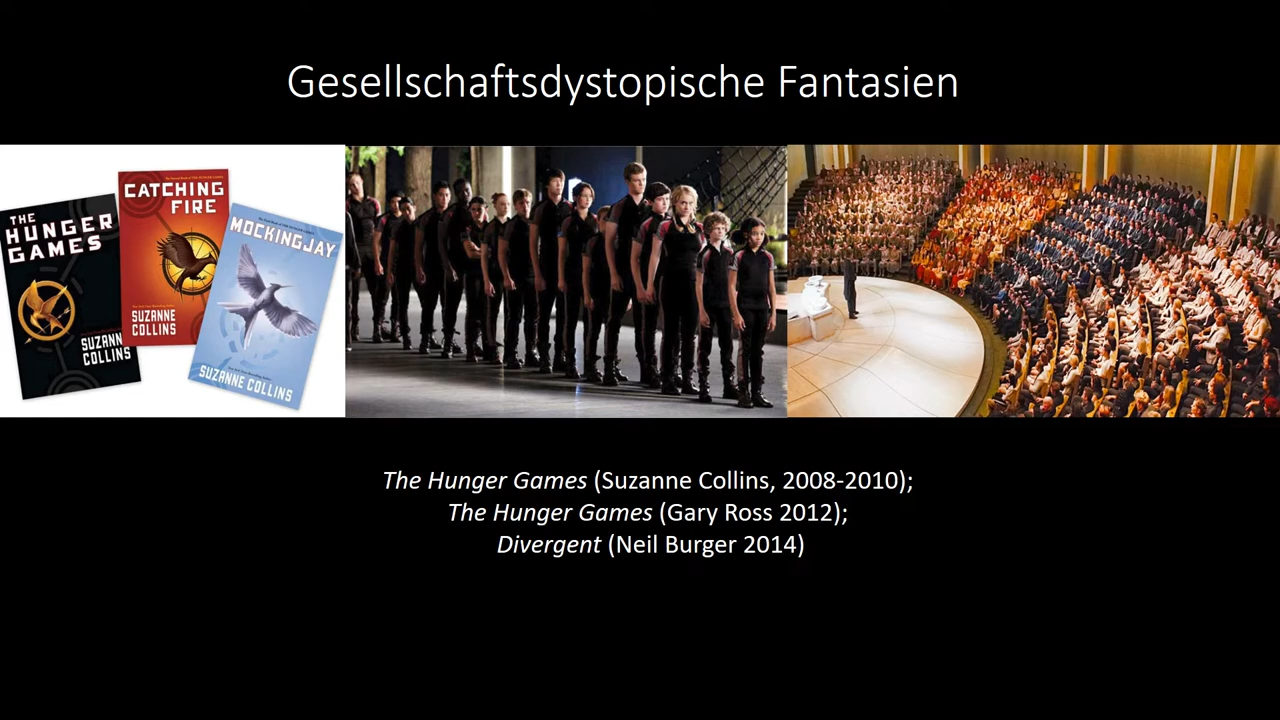 Gesellschaftsdystopische Fantasien
THE
HUNGER
GAMES
SUZANNE
COLLINS
CATCHING
FIRE
SUZANNE
COLLINS
MOCKINGJAY
SUZANNE COLLINS
The Hunger Games (Suzanne Collins, 2008-2010);
The Hunger Games (Gary Ross 2012);
Divergent (Neil Burger 2014)